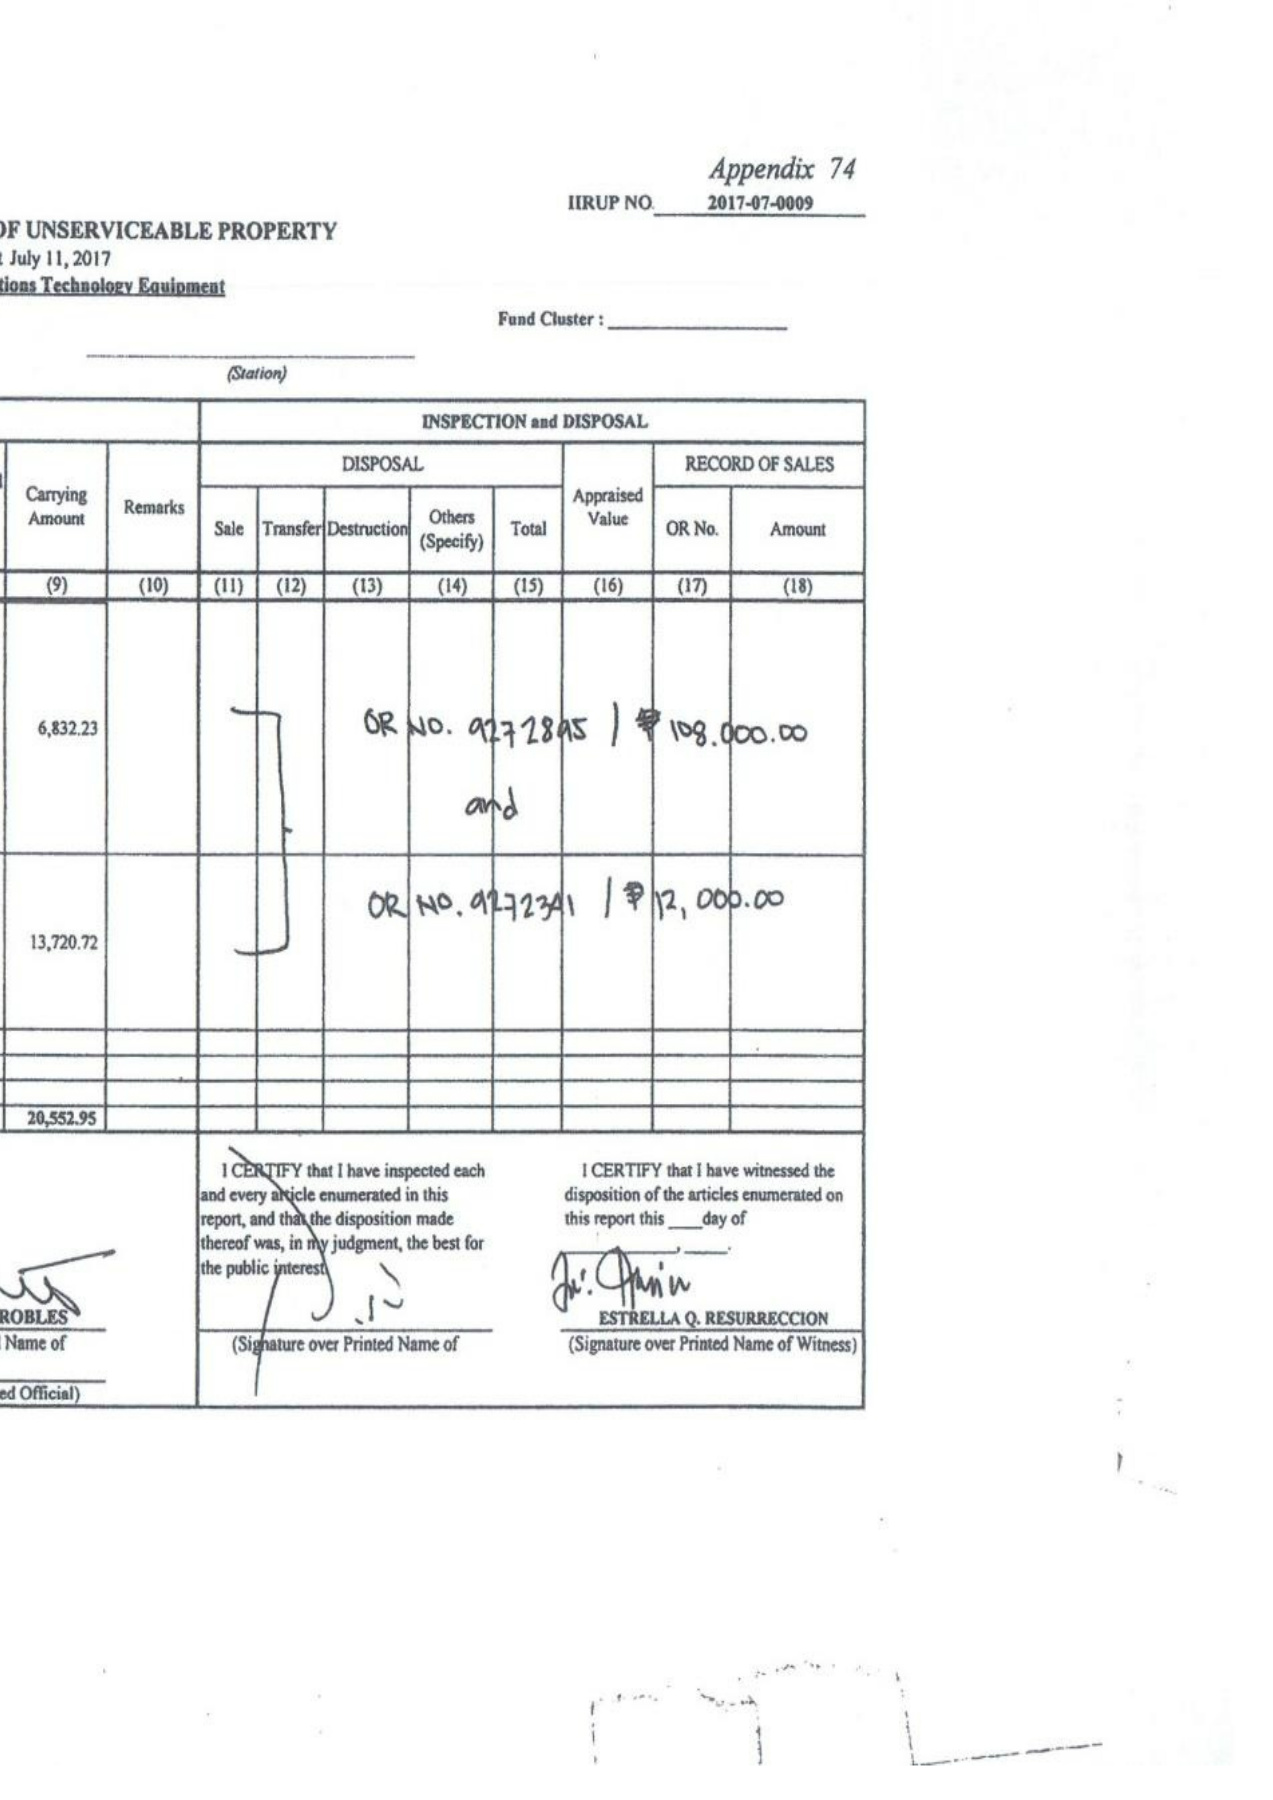 Appendix 74
IIRUP NO. 2017-07-0009
OF UNSERVICEABLE PROPERTY
t July 11, 2017
tions Technology Equipment
Fund Cluster :
(Station)
INSPECTION and DISPOSAL
DISPOSAL
RECORD OF SALES
Carrying Amount
Remarks
Sale
Transfer
Destruction
Others (Specify)
Total
Appraised Value
OR No.
Amount
(9) (10) (11) (12) (13) (14) (15) (16) (17) (18)
6,832.23
OR NO. 9272895 / ₱ 108.000.00
and
OR NO. 9272341 / ₱ 12,000.00
13,720.72
20,552.95
I CERTIFY that I have inspected each
and every article enumerated in this
report, and that the disposition made
thereof was, in my judgment, the best for
the public interest
I CERTIFY that I have witnessed the
disposition of the articles enumerated on
this report this ____day of
ROBLES
Name of
ed Official)
(Signature over Printed Name of
ESTRELLA Q. RESURRECCION
(Signature over Printed Name of Witness)